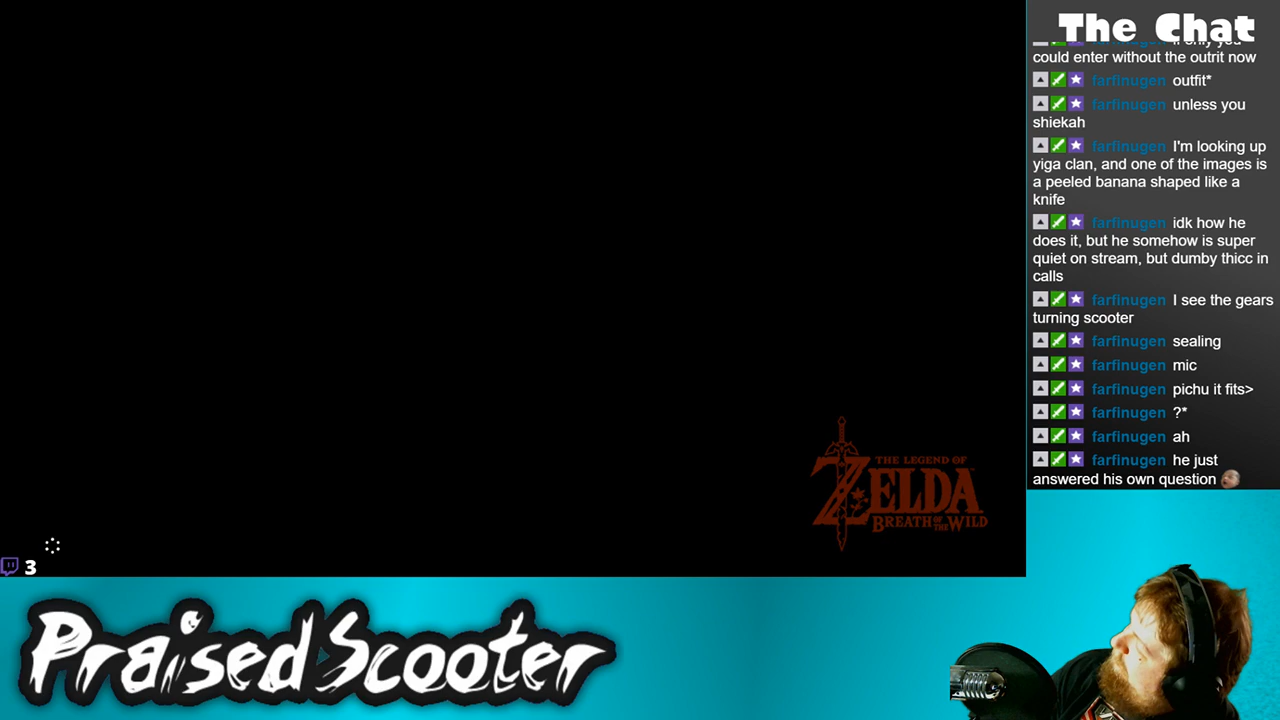 The Chat
farfinugen if only you
could enter without the outrit now
farfinugen outfit*
farfinugen unless you
shiekah
farfinugen I'm looking up
yiga clan, and one of the images is
a peeled banana shaped like a
knife
farfinugen idk how he
does it, but he somehow is super
quiet on stream, but dumby thicc in
calls
farfinugen I see the gears
turning scooter
farfinugen sealing
farfinugen mic
farfinugen pichu it fits>
farfinugen ?*
farfinugen ah
farfinugen he just
answered his own question
THE LEGEND OF
ZELDA
BREATH OF THE WILD
3
PraisedScooter